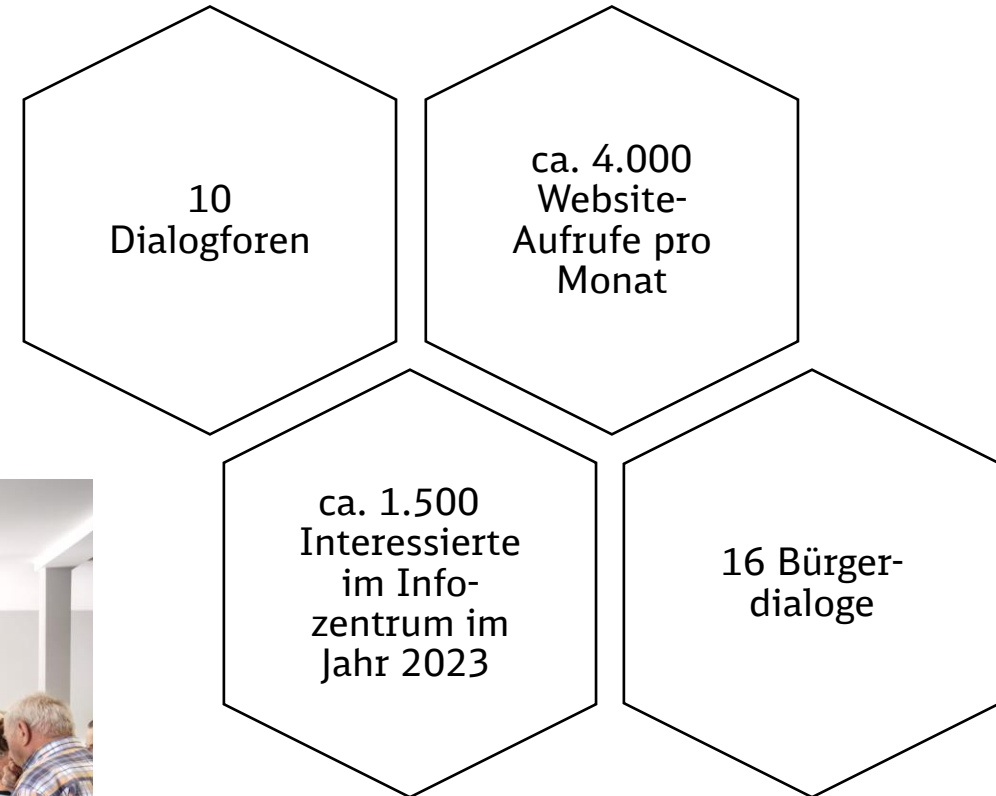 10
Dialogforen
ca. 4.000
Website-
Aufrufe pro
Monat
ca. 1.500
Interessierte
im Info-
zentrum im
Jahr 2023
16 Bürger-
dialoge